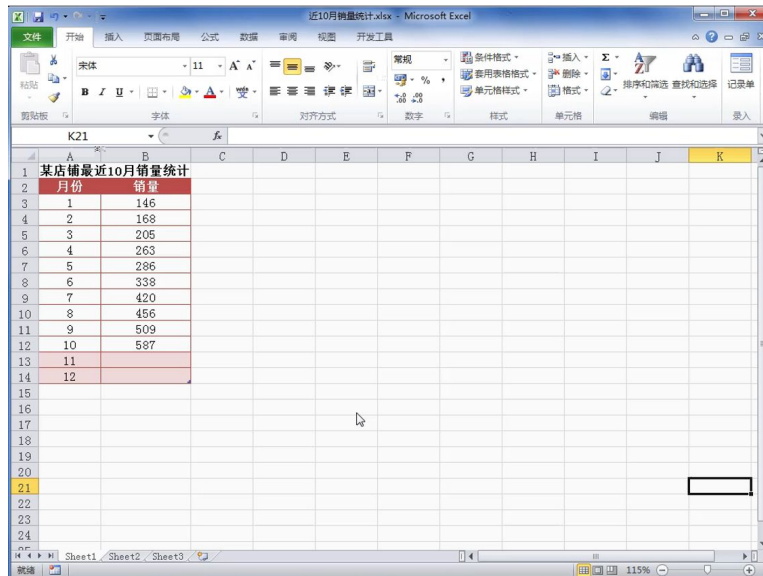 近10月销量统计.xlsx - Microsoft Excel
文件 开始 插入 页面布局 公式 数据 审阅 视图 开发工具
宋体 11 A A 常规 条件格式 插入 Σ
粘贴 B I U A % , 套用表格格式 删除 排序和筛选 查找和选择 记录单
.00 单元格样式 格式
剪贴板 字体 对齐方式 数字 样式 单元格 编辑 录入
K21 fx
A B C D E F G H I J K
1 某店铺最近10月销量统计
2 月份 销量
3 1 146
4 2 168
5 3 205
6 4 263
7 5 286
8 6 338
9 7 420
10 8 456
11 9 509
12 10 587
13 11
14 12
15
16
17
18
19
20
21
22
23
24
25
Sheet1 Sheet2 Sheet3
就绪 115%